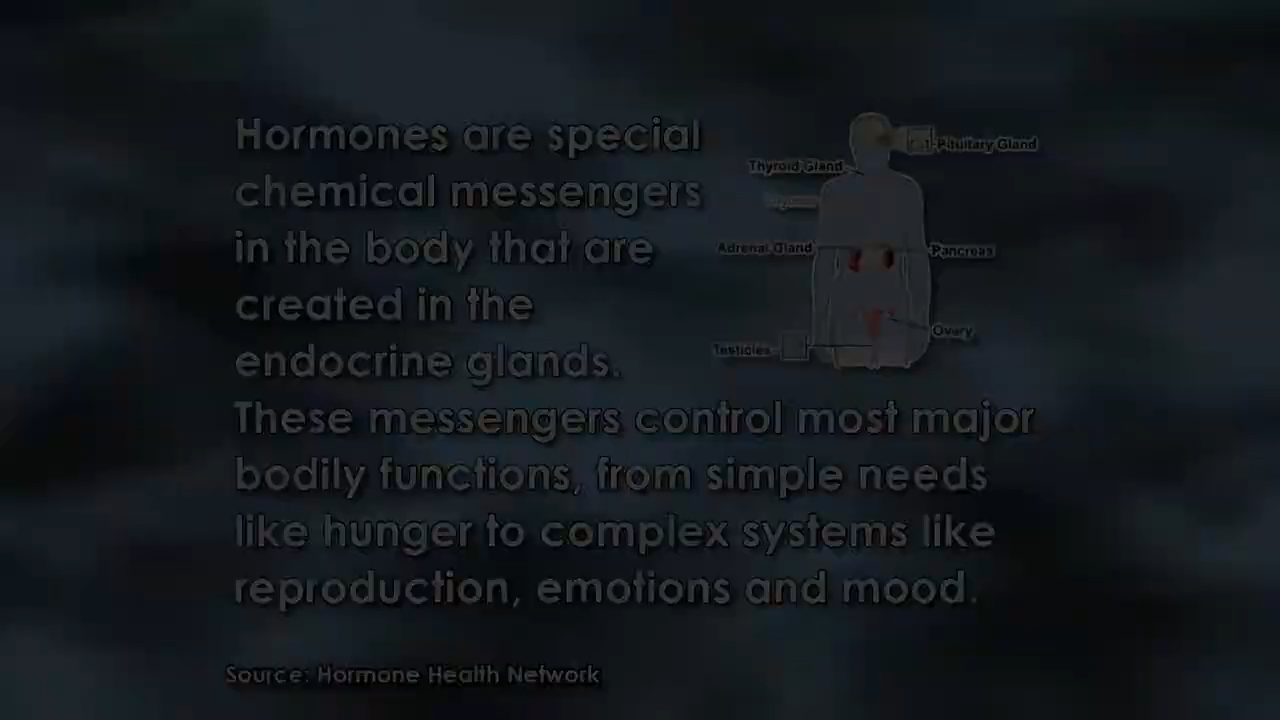 Hormones are special
chemical messengers
in the body that are
created in the
endocrine glands.
These messengers control most major
bodily functions, from simple needs
like hunger to complex systems like
reproduction, emotions and mood.
Pituitary Gland
Thyroid Gland
Adrenal Gland
Pancreas
Ovary
Testicles
Source: Hormone Health Network